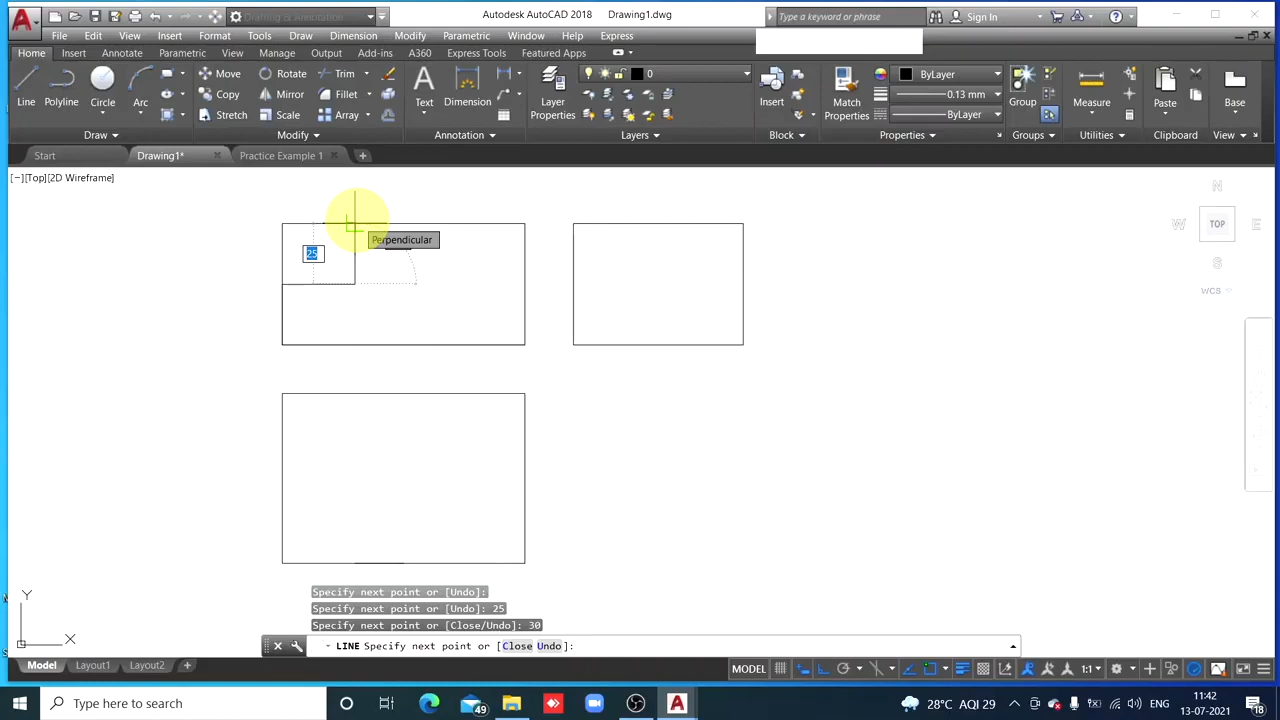 Drafting & Annotation
Autodesk AutoCAD 2018 Drawing1.dwg
Type a keyword or phrase
Sign In
File Edit View Insert Format Tools Draw Dimension Modify Parametric Window Help Express
Home Insert Annotate Parametric View Manage Output Add-ins A360 Express Tools Featured Apps
Line Polyline Circle Arc
Move Rotate Trim
Copy Mirror Fillet
Stretch Scale Array
Text Dimension
Layer
Properties
0
Insert
Match
Properties
ByLayer
0.13 mm
ByLayer
Group
Measure
Paste
Base
Draw Modify Annotation Layers Block Properties Groups Utilities Clipboard View
Start Drawing1* Practice Example 1
[−][Top][2D Wireframe]
N
W TOP E
S
WCS
Perpendicular
25
Y
X
Specify next point or [Undo]:
Specify next point or [Undo]: 25
Specify next point or [Close/Undo]: 30
LINE Specify next point or [Close Undo]:
Model Layout1 Layout2
MODEL
1:1
Type here to search
49
28°C AQI 29
ENG
11:42
13-07-2021
18